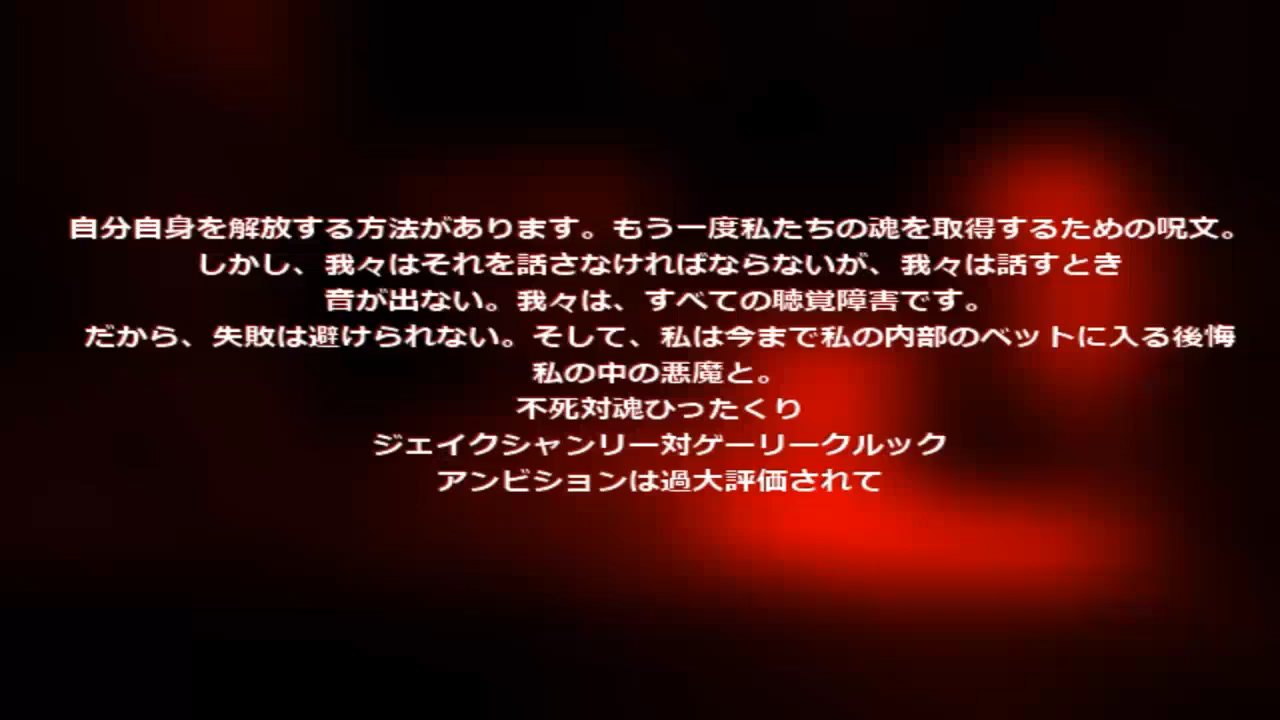 自分自身を解放する方法があります。もう一度私たちの魂を取得するための呪文。
しかし、我々はそれを話さなければならないが、我々は話すとき
音が出ない。我々は、すべての聴覚障害です。
だから、失敗は避けられない。そして、私は今まで私の内部のベットに入る後悔
私の中の悪魔と。
不死対魂ひったくり
ジェイクシャンリー対ゲーリークルック
アンビションは過大評価されて